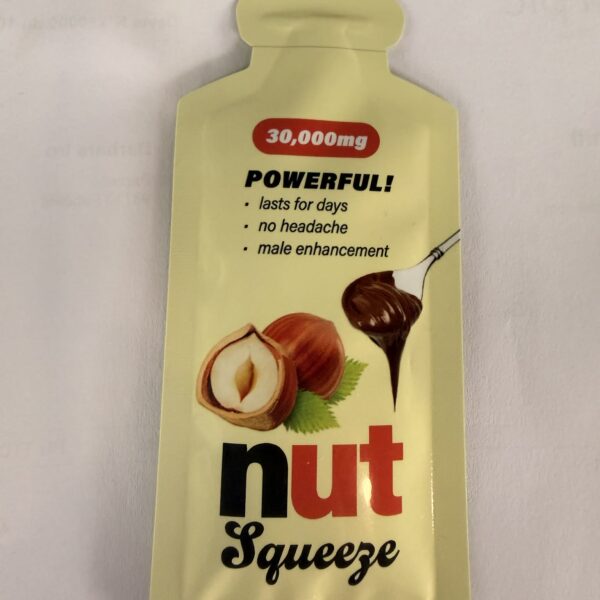 30,000mg
POWERFUL!
· lasts for days
· no headache
· male enhancement
nut
Squeeze